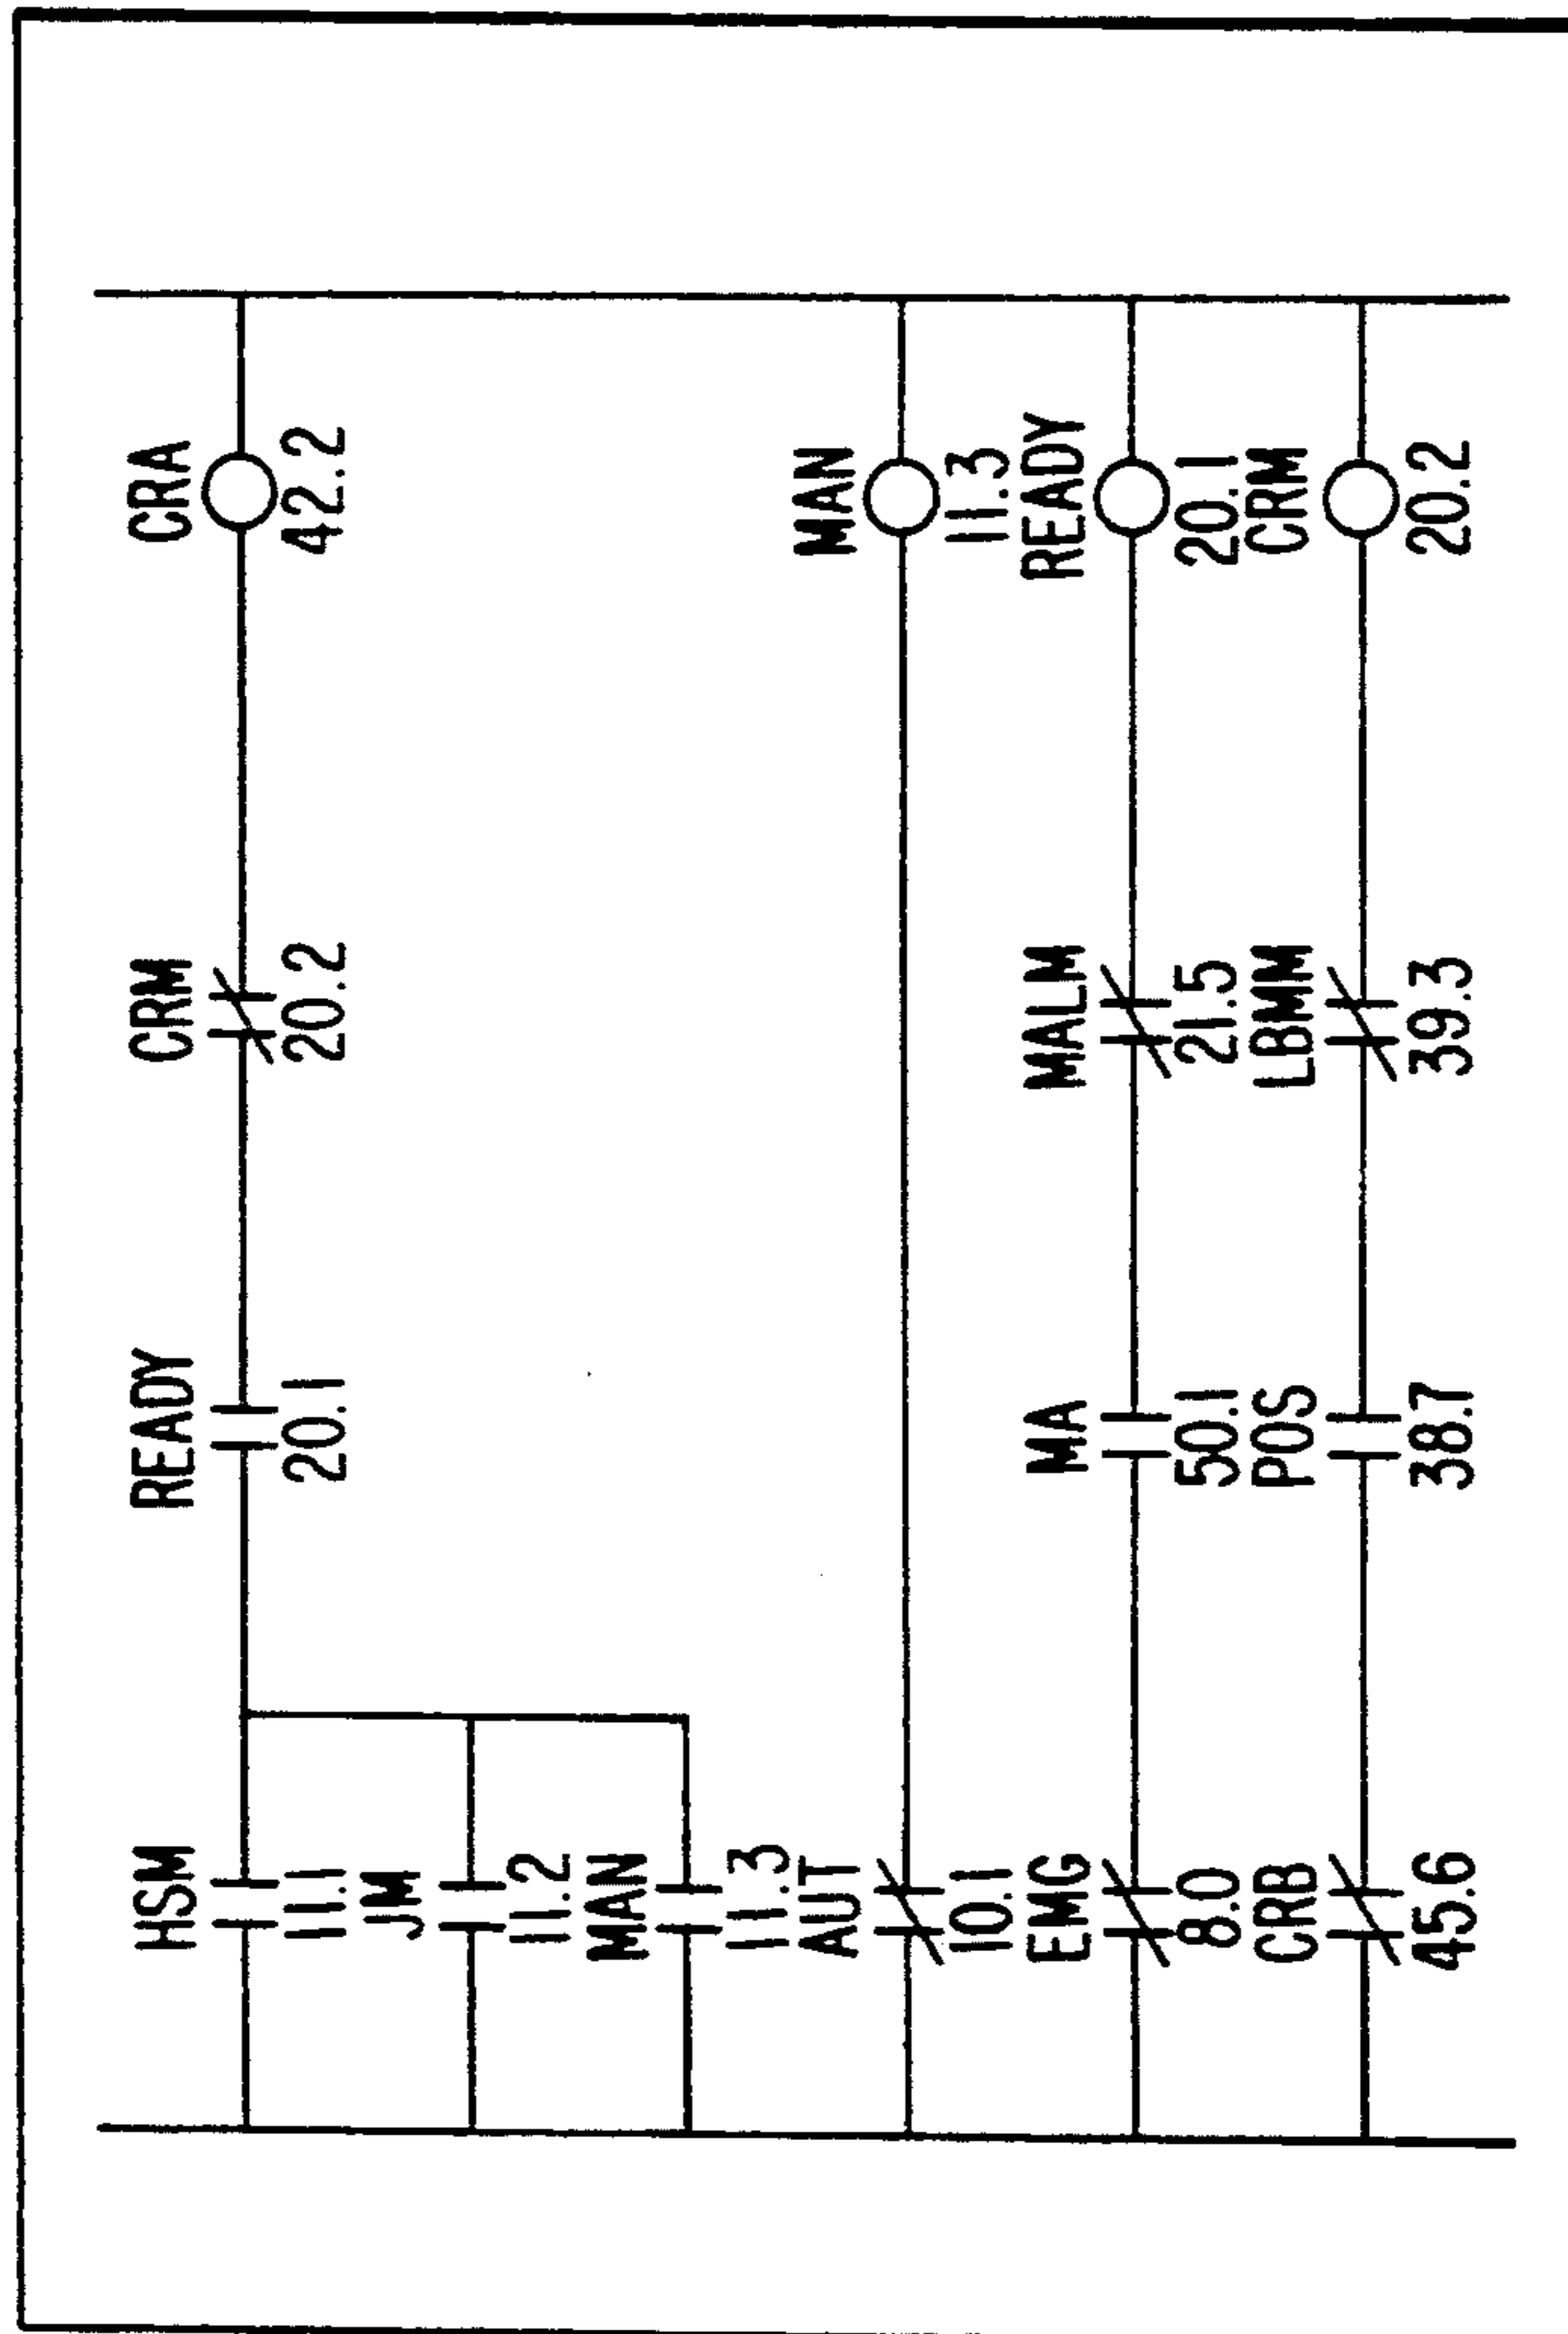 HSM READY CRM CRA
11.1 20.1 20.2 42.2
JM
11.2
MAN
11.3
AUT MAN
10.1 11.3
EMG MA MALM READY
8.0 50.1 21.5 20.1
CRB POS LBMM CRM
45.6 38.7 39.3 20.2